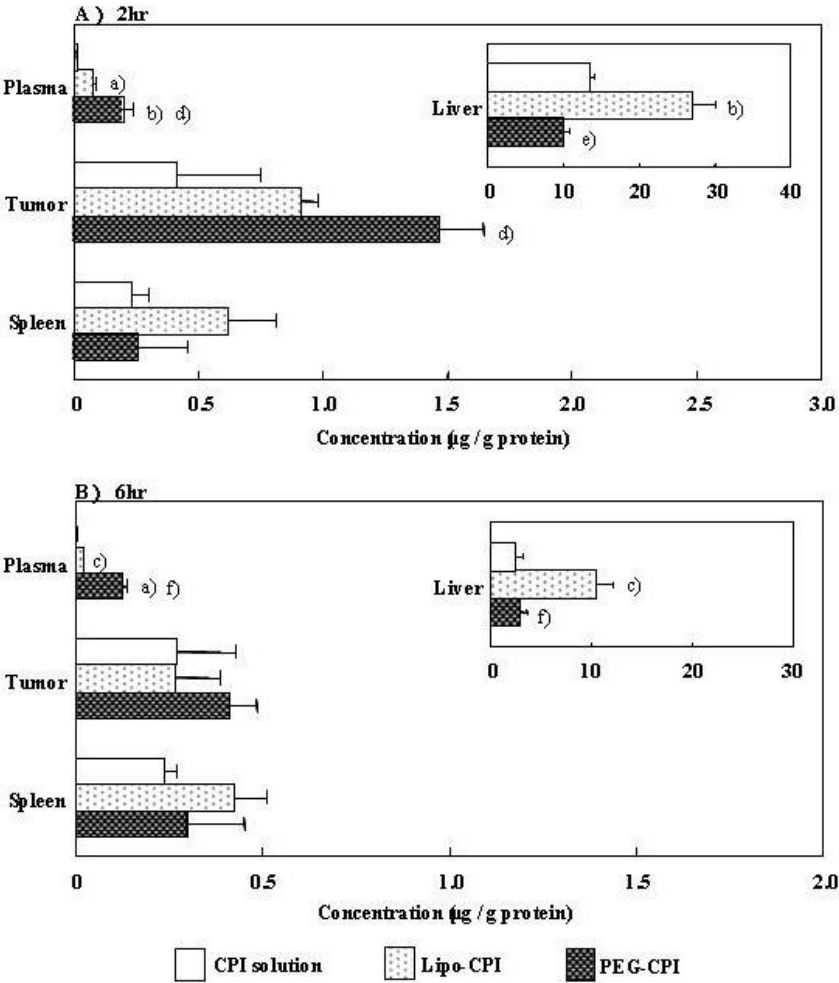 A) 2hr
Plasma
a)
b) d)
Liver
b)
e)
0 10 20 30 40
Tumor
d)
Spleen
0 0.5 1.0 1.5 2.0 2.5 3.0
Concentration (µg / g protein)
B) 6hr
Plasma
c)
a) f)
Liver
c)
f)
0 10 20 30
Tumor
Spleen
0 0.5 1.0 1.5 2.0
Concentration (µg / g protein)
CPI solution Lipo-CPI PEG-CPI